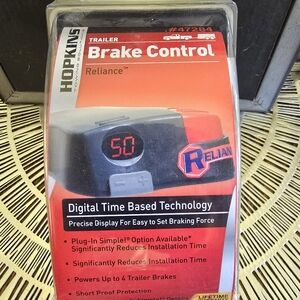 #47284
HOPKINS
TRAILER
Brake Control
Reliance™
50
RELIAN
Digital Time Based Technology
Precise Display For Easy to Set Braking Force
• Plug-In Simple!® Option Available*
Significantly Reduces Installation Time
• Significantly Reduces Installation Time
• Powers Up to 4 Trailer Brakes
• Short Proof Protection
LIFETIME